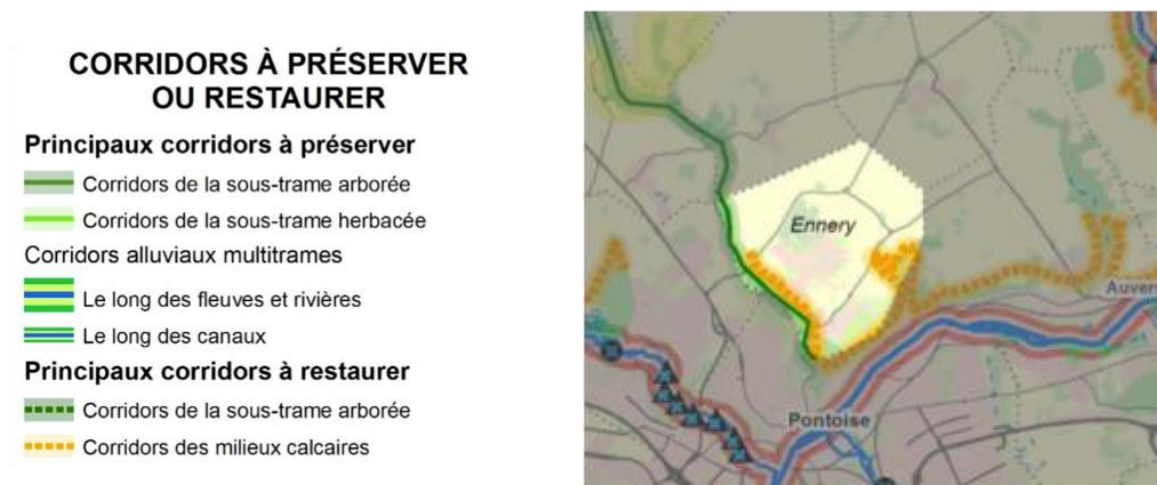 CORRIDORS À PRÉSERVER
OU RESTAURER
Principaux corridors à préserver
Corridors de la sous-trame arborée
Corridors de la sous-trame herbacée
Corridors alluviaux multitrames
Le long des fleuves et rivières
Le long des canaux
Principaux corridors à restaurer
Corridors de la sous-trame arborée
Corridors des milieux calcaires
Ennery
Auver
Pontoise